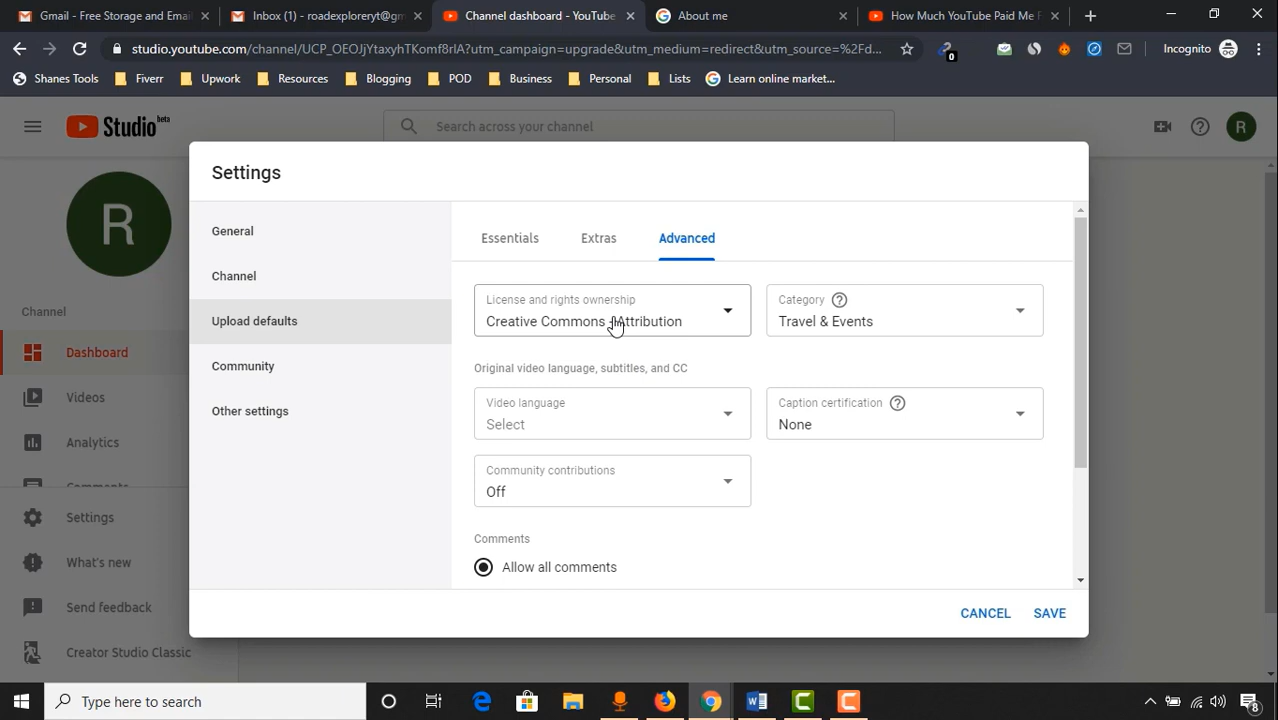 Gmail - Free Storage and Email
Inbox (1) - roadexploreryt@gm
Channel dashboard - YouTube
About me
How Much YouTube Paid Me F
studio.youtube.com/channel/UCP_OEOJjYtaxyhTKomf8rlA?utm_campaign=upgrade&utm_medium=redirect&utm_source=%2Fd...
0
Incognito
Shanes Tools
Fiverr
Upwork
Resources
Blogging
POD
Business
Personal
Lists
Learn online market...
Studio beta
Search across your channel
R
R
Settings
General
Channel
Upload defaults
Community
Other settings
Essentials
Extras
Advanced
License and rights ownership
Creative Commons - Attribution
Category
Travel & Events
Original video language, subtitles, and CC
Video language
Select
Caption certification
None
Community contributions
Off
Comments
Allow all comments
CANCEL
SAVE
Channel
Dashboard
Videos
Analytics
Comments
Settings
What's new
Send feedback
Creator Studio Classic
Type here to search
8